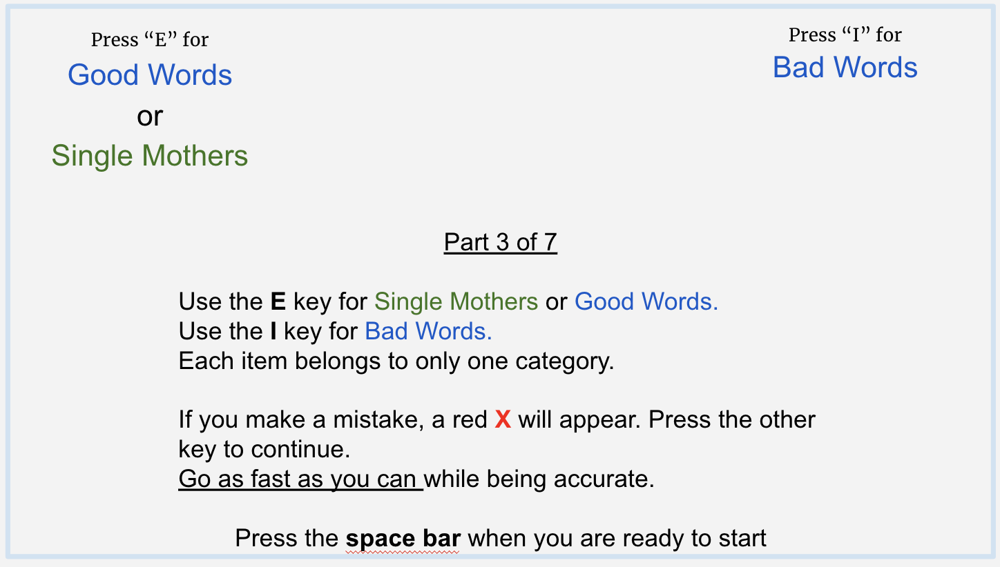 Press “E” for
Good Words
or
Single Mothers
Press “I” for
Bad Words
Part 3 of 7
Use the E key for Single Mothers or Good Words.
Use the I key for Bad Words.
Each item belongs to only one category.
If you make a mistake, a red X will appear. Press the other
key to continue.
Go as fast as you can while being accurate.
Press the space bar when you are ready to start